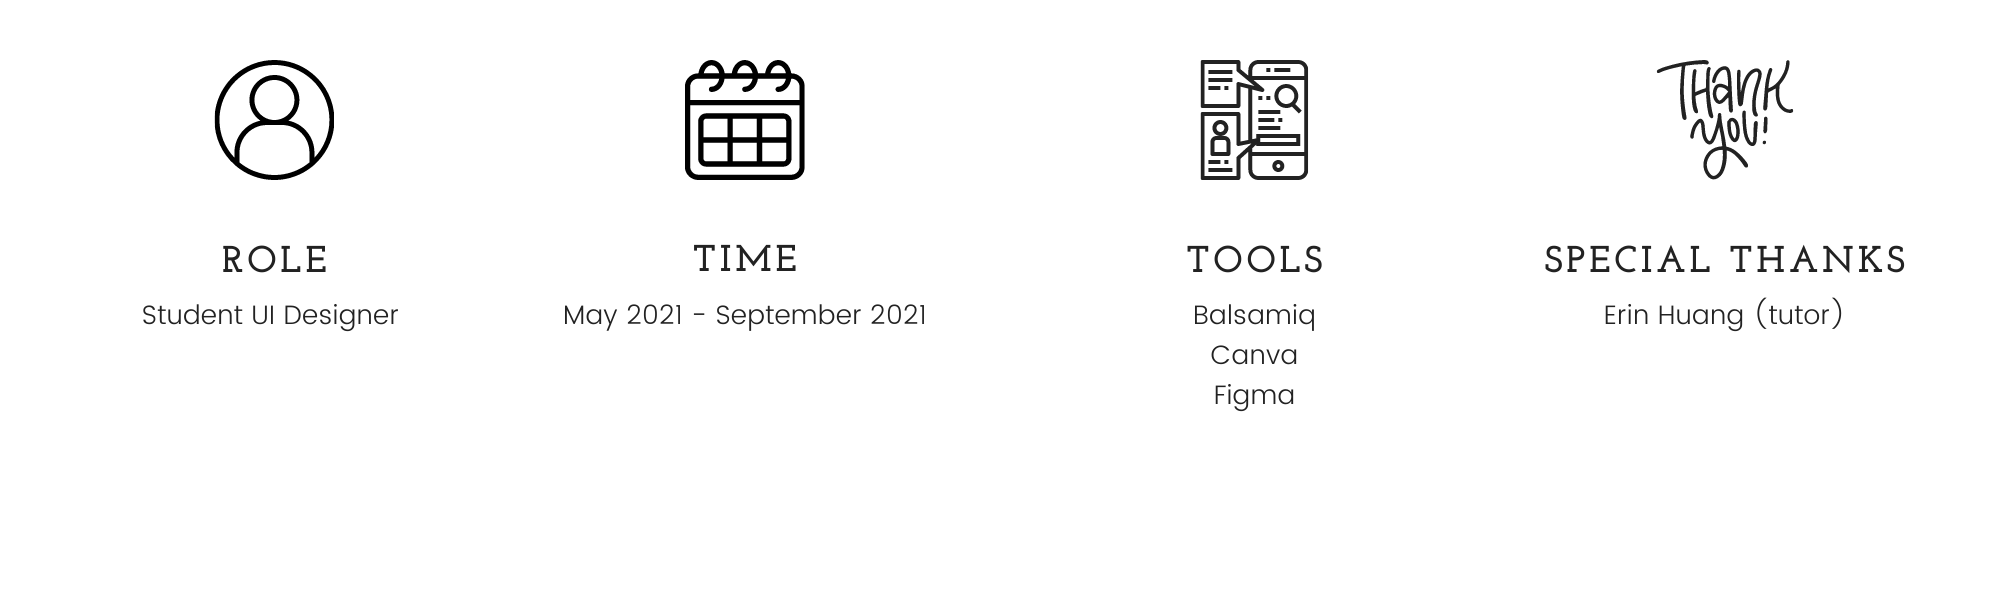 Thank
you!
ROLE
Student UI Designer
TIME
May 2021 - September 2021
TOOLS
Balsamiq
Canva
Figma
SPECIAL THANKS
Erin Huang (tutor)